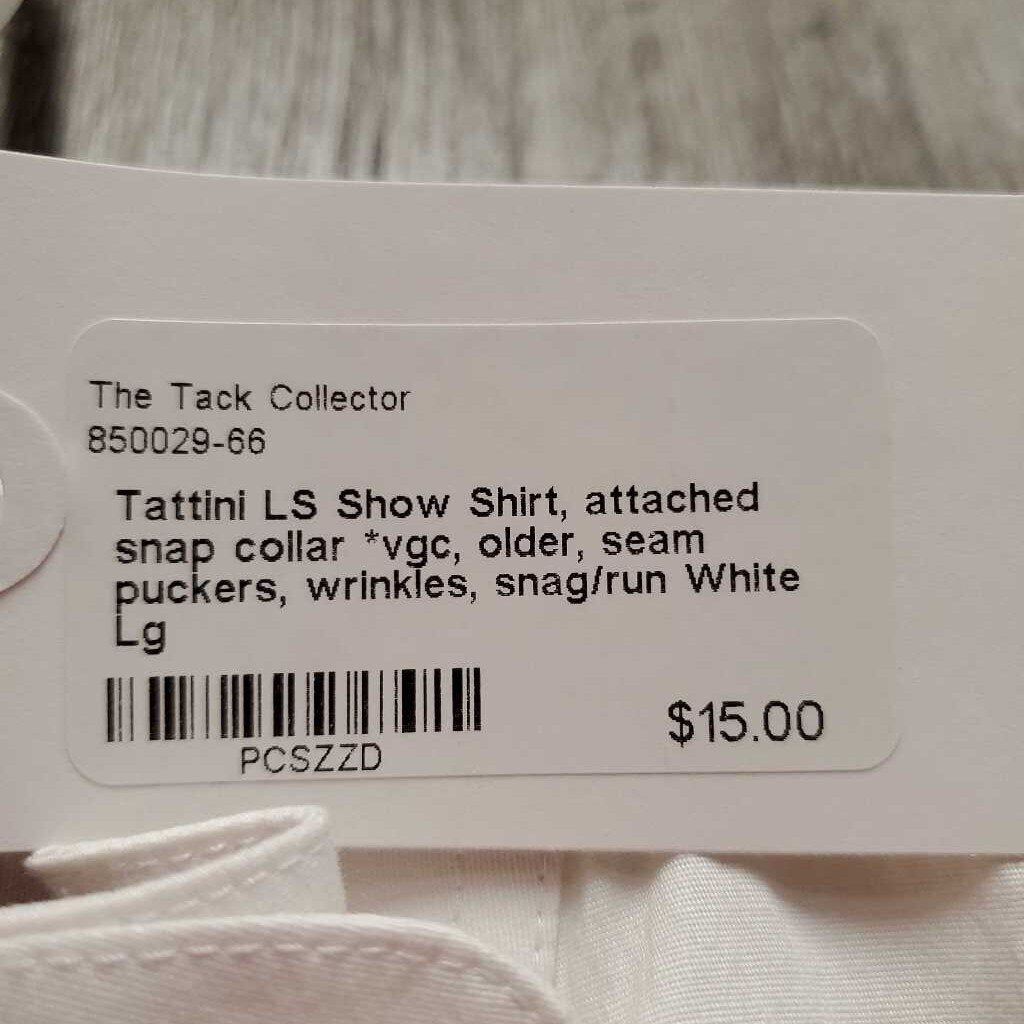 The Tack Collector
850029-66
Tattini LS Show Shirt, attached
snap collar *vgc, older, seam
puckers, wrinkles, snag/run White
Lg
PCSZZD
$15.00